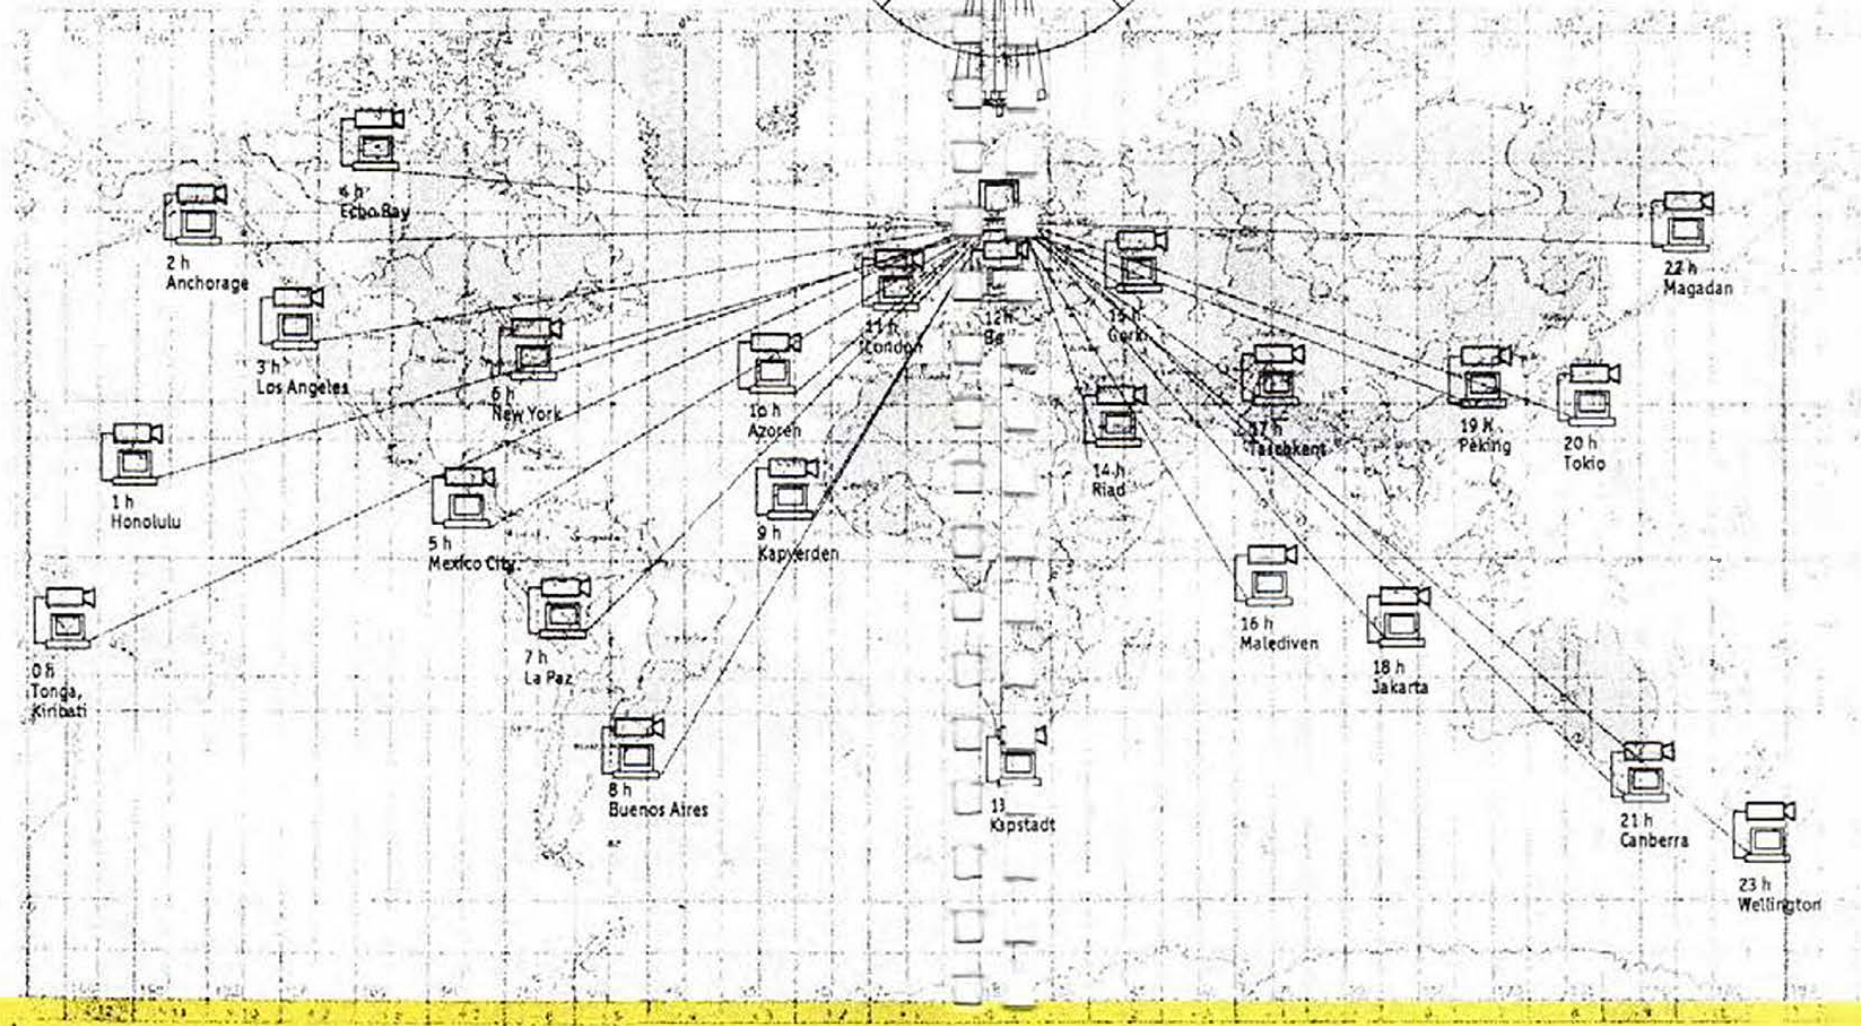 4 h
Echo Bay
2 h
Anchorage
3 h
Los Angeles
6 h
New York
1 h
Honolulu
5 h
Mexico City
0 h
Tonga,
Kiribati
7 h
La Paz
8 h
Buenos Aires
9 h
Kapverden
10 h
Azoren
11 h
London
12 h
Be
13
Kapstadt
14 h
Riad
15 h
Gorki
16 h
Malediven
17 h
Taschkent
18 h
Jakarta
19 h
Peking
20 h
Tokio
21 h
Canberra
22 h
Magadan
23 h
Wellington